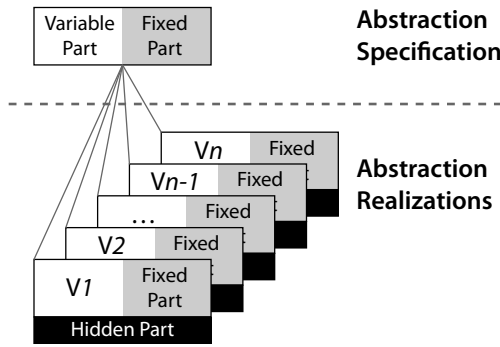 Variable Part
Fixed Part
Abstraction Specification
Vn
Fixed
Vn-1
Fixed
Abstraction Realizations
…
Fixed
V2
Fixed
V1
Fixed Part
Hidden Part